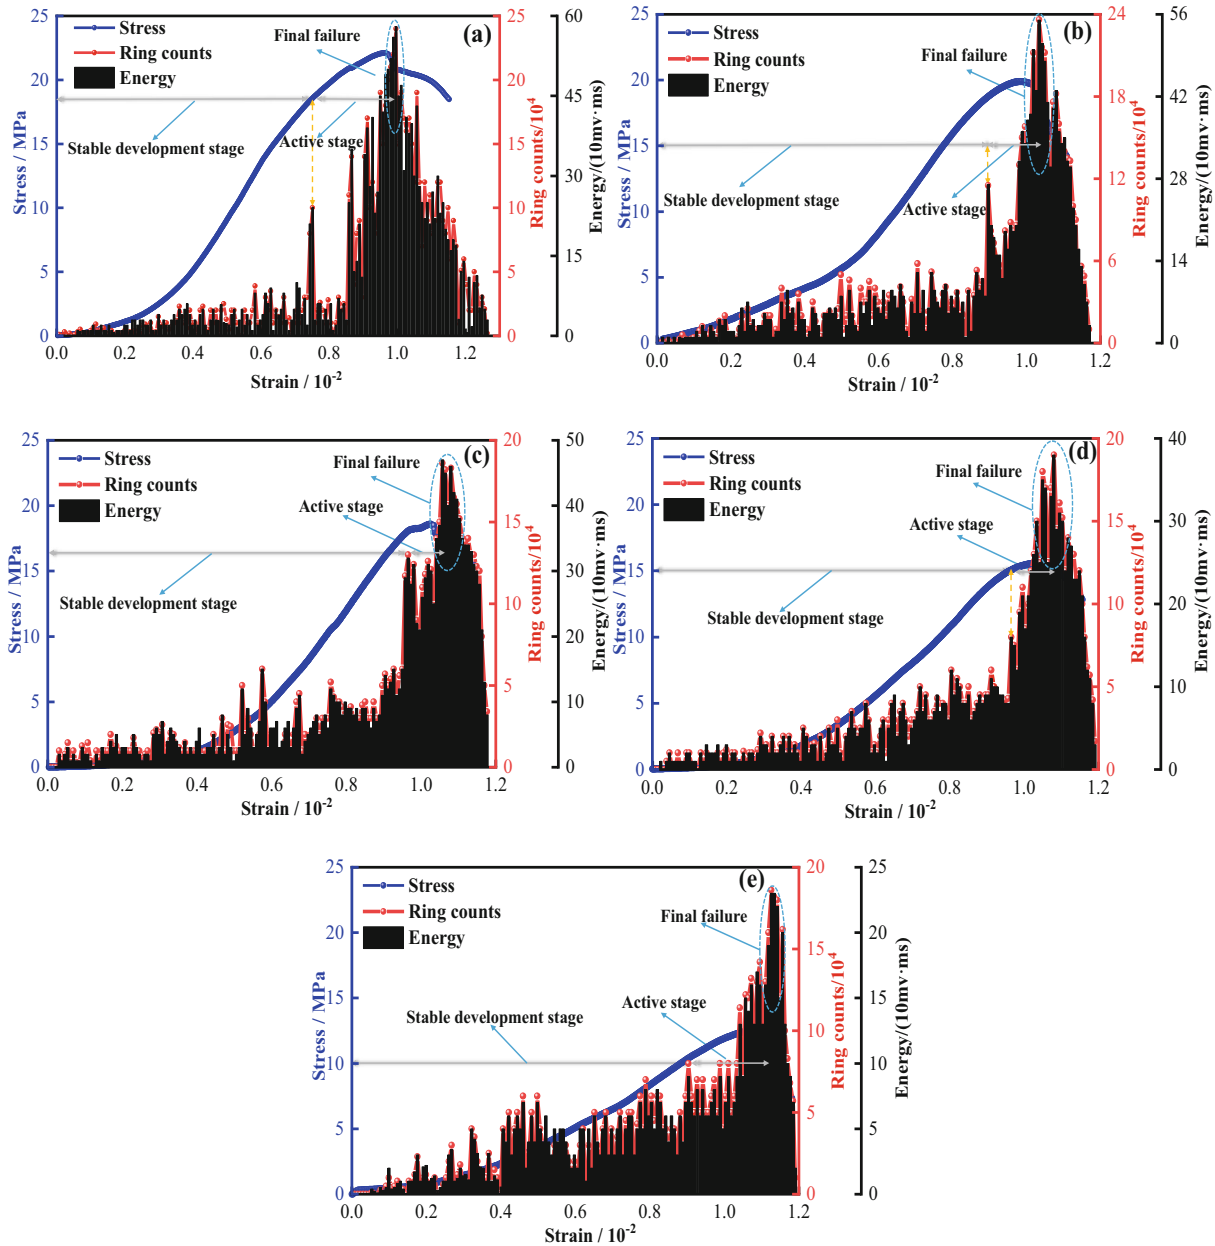 (a)
Stress
Ring counts
Energy
Final failure
Active stage
Stable development stage
Stress / MPa
0
5
10
15
20
25
Ring counts/10⁴
0
5
10
15
20
25
Energy/(10mv·ms)
0
15
30
45
60
0.0 0.2 0.4 0.6 0.8 1.0 1.2
Strain / 10⁻²
(b)
Stress
Ring counts
Energy
Final failure
Active stage
Stable development stage
Stress / MPa
0
5
10
15
20
25
Ring counts/10⁴
0
6
12
18
24
Energy/(10mv·ms)
0
14
28
42
56
0.0 0.2 0.4 0.6 0.8 1.0 1.2
Strain / 10⁻²
(c)
Stress
Ring counts
Energy
Final failure
Active stage
Stable development stage
Stress / MPa
0
5
10
15
20
25
Ring counts/10⁴
0
5
10
15
20
Energy/(10mv·ms)
0
10
20
30
40
50
0.0 0.2 0.4 0.6 0.8 1.0 1.2
Strain / 10⁻²
(d)
Stress
Ring counts
Energy
Final failure
Active stage
Stable development stage
Stress / MPa
0
5
10
15
20
25
Ring counts/10⁴
0
5
10
15
20
Energy/(10mv·ms)
0
10
20
30
40
0.0 0.2 0.4 0.6 0.8 1.0 1.2
Strain / 10⁻²
(e)
Stress
Ring counts
Energy
Final failure
Active stage
Stable development stage
Stress / MPa
0
5
10
15
20
25
Ring counts/10⁴
0
5
10
15
20
Energy/(10mv·ms)
0
5
10
15
20
25
0.0 0.2 0.4 0.6 0.8 1.0 1.2
Strain / 10⁻²